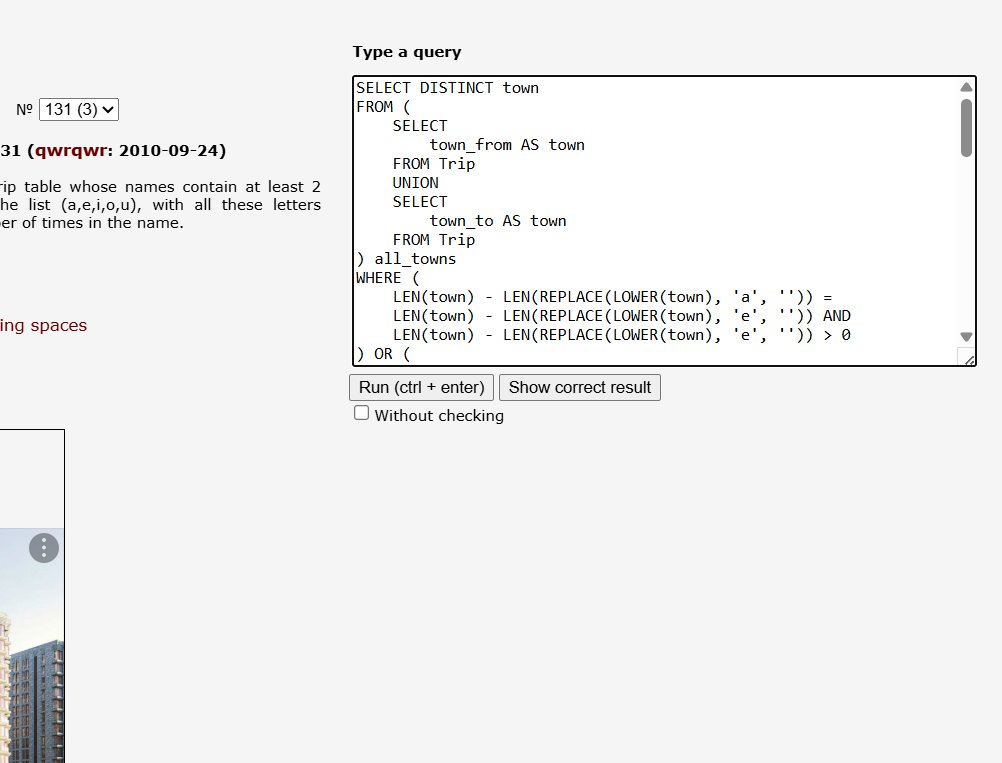 Type a query
Nº 131 (3)
31 (qwrqwr: 2010-09-24)
rip table whose names contain at least 2
he list (a,e,i,o,u), with all these letters
er of times in the name.
ing spaces
SELECT DISTINCT town
FROM (
    SELECT
        town_from AS town
    FROM Trip
    UNION
    SELECT
        town_to AS town
    FROM Trip
) all_towns
WHERE (
    LEN(town) - LEN(REPLACE(LOWER(town), 'a', '')) =
    LEN(town) - LEN(REPLACE(LOWER(town), 'e', '')) AND
    LEN(town) - LEN(REPLACE(LOWER(town), 'e', '')) > 0
) OR (
Run (ctrl + enter) Show correct result
Without checking